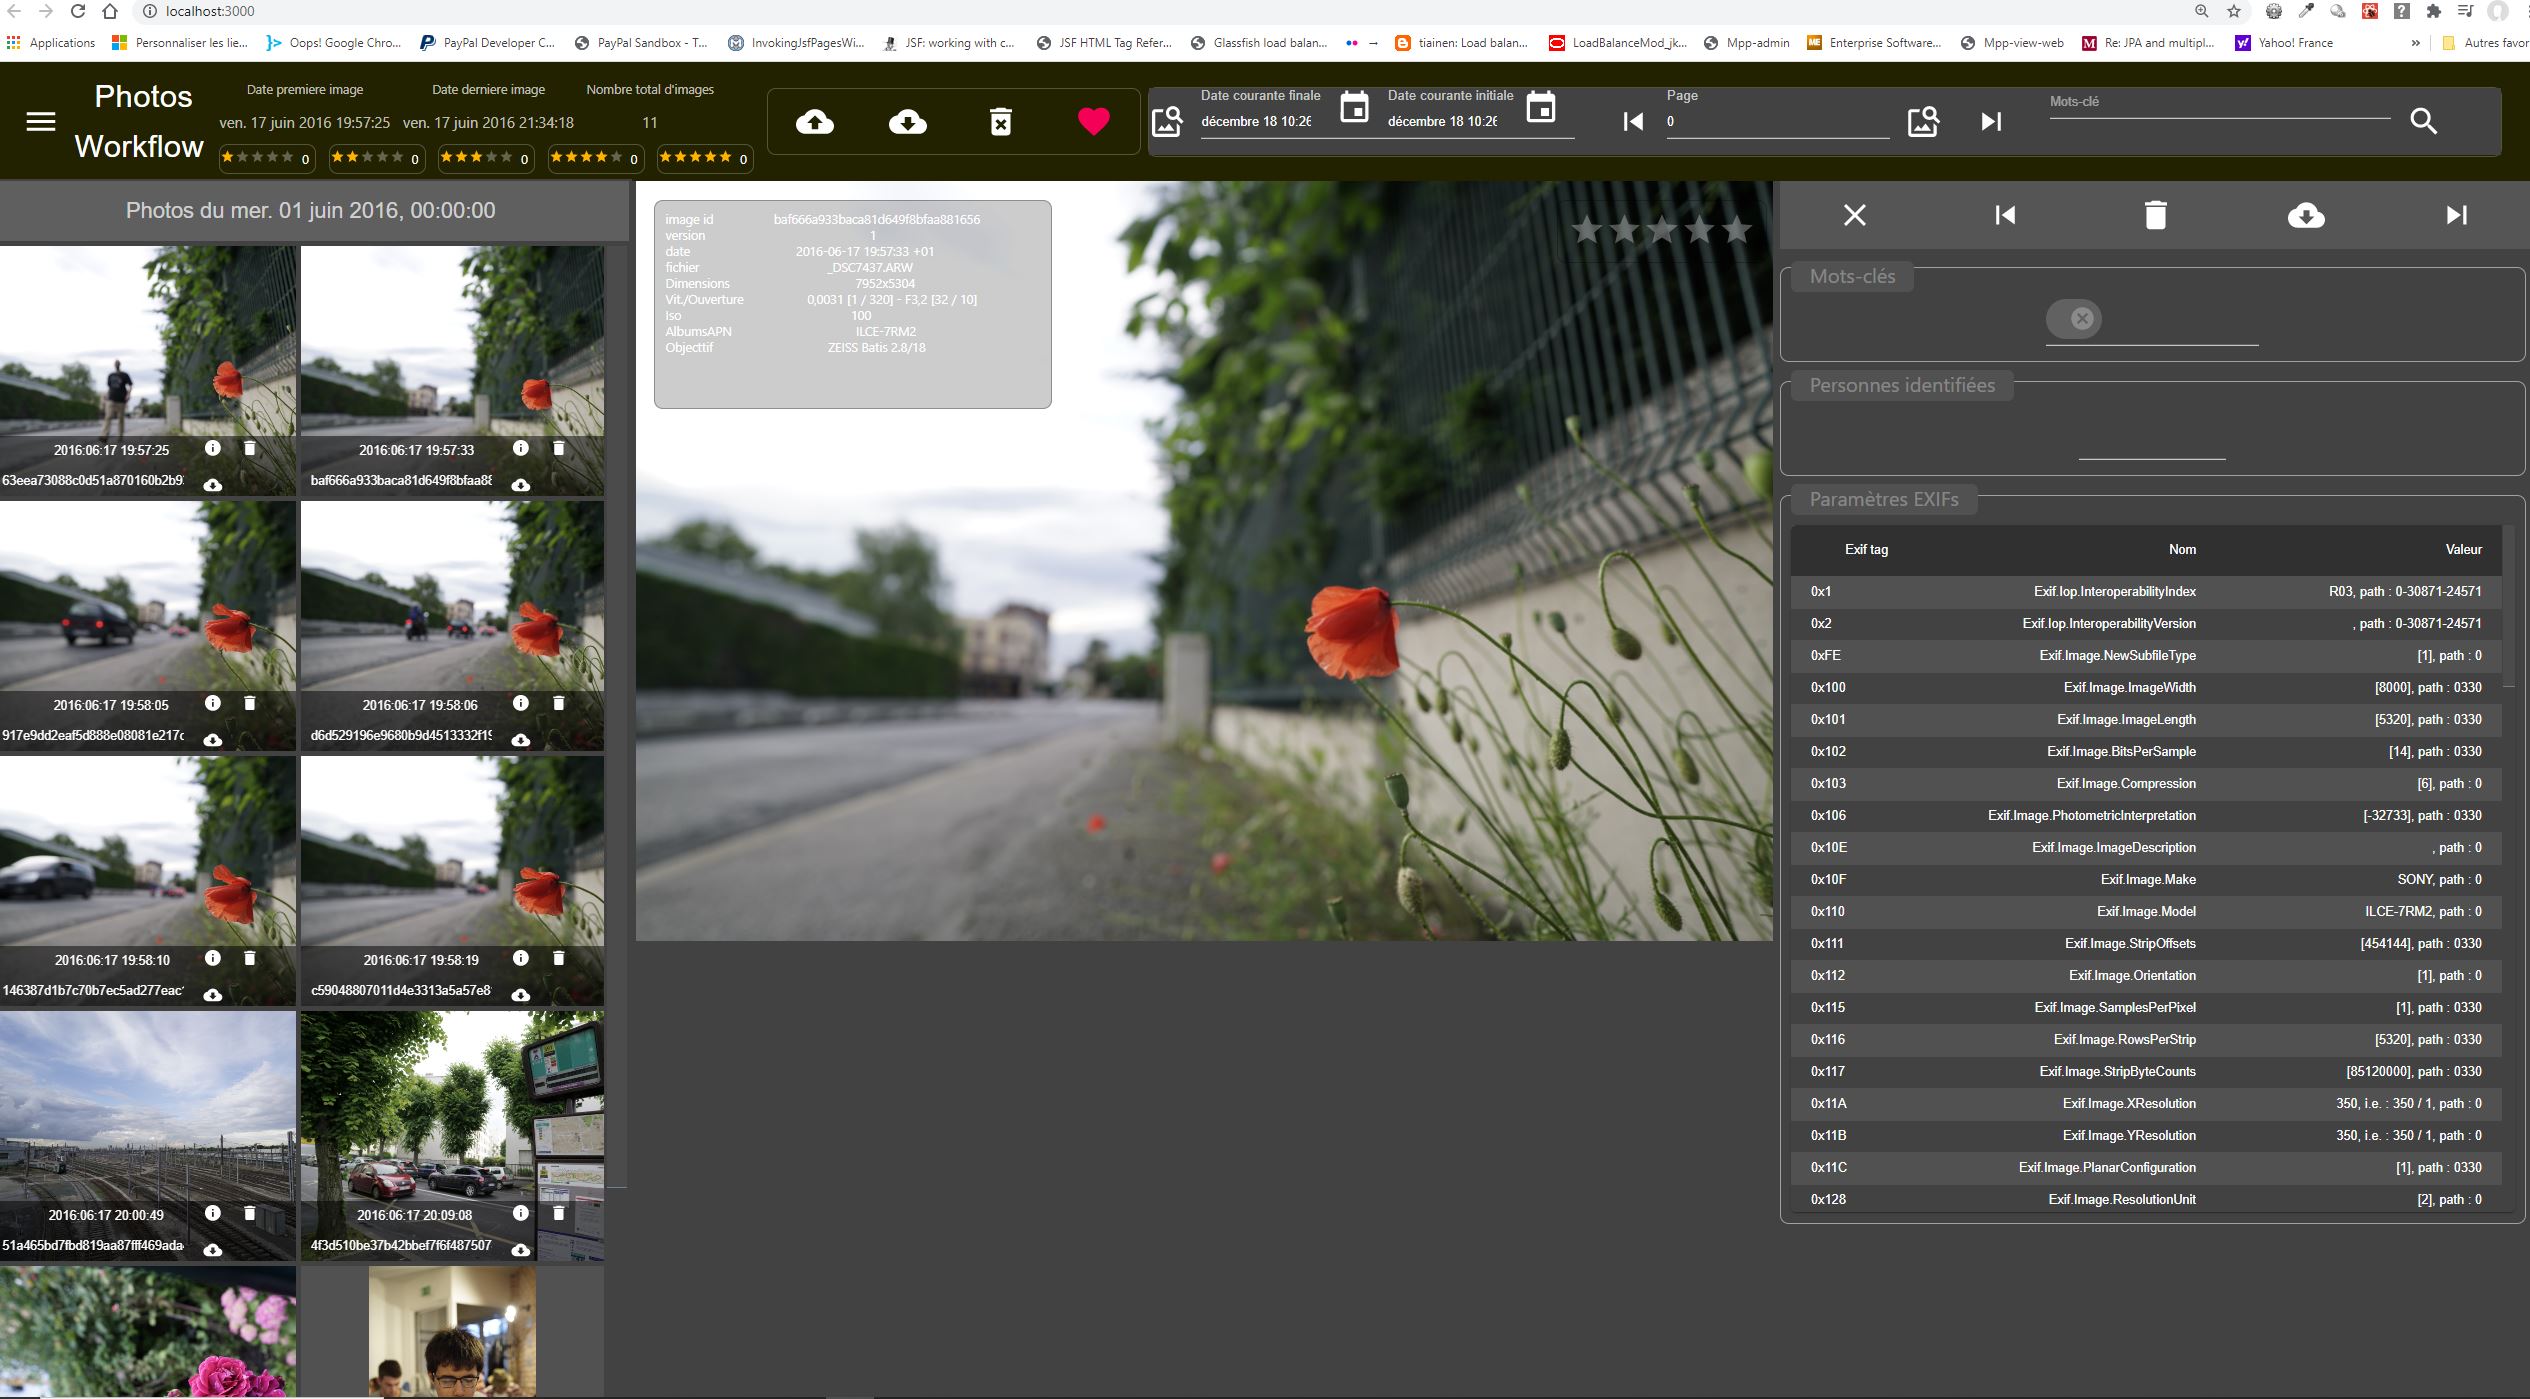 localhost:3000
Applications
Personnaliser les lie...
Oops! Google Chro...
PayPal Developer C...
PayPal Sandbox - T...
InvokingJsfPagesWi...
JSF: working with c...
JSF HTML Tag Refer...
Glassfish load balan...
tiainen: Load balan...
LoadBalanceMod_jk...
Mpp-admin
Enterprise Software...
Mpp-view-web
Re: JPA and multipl...
Yahoo! France
»
Autres favor
Photos
Workflow
Date premiere image
Date derniere image
Nombre total d'images
ven. 17 juin 2016 19:57:25
ven. 17 juin 2016 21:34:18
11
0
0
0
0
0
Date courante finale
décembre 18 10:26
Date courante initiale
décembre 18 10:26
Page
0
Mots-clé
Photos du mer. 01 juin 2016, 00:00:00
2016:06:17 19:57:25
63eea73088c0d51a870160b2b9
2016:06:17 19:57:33
baf666a933baca81d649f8bfaa88
2016:06:17 19:58:05
917e9dd2eaf5d888e08081e217c
2016:06:17 19:58:06
d6d529196e9680b9d4513332f19
2016:06:17 19:58:10
146387d1b7c70b7ec5ad277eac
2016:06:17 19:58:19
c59048807011d4e3313a5a57e8
2016:06:17 20:00:49
51a465bd7fbd819aa87fff469ada
2016:06:17 20:09:08
4f3d510be37b42bbef7f6f487507
image id baf666a933baca81d649f8bfaa881656
version 1
date 2016-06-17 19:57:33 +01
fichier _DSC7437.ARW
Dimensions 7952x5304
Vit./Ouverture 0,0031 [1 / 320] - F3,2 [32 / 10]
Iso 100
AlbumsAPN ILCE-7RM2
Objecttif ZEISS Batis 2.8/18
Mots-clés
Personnes identifiées
Paramètres EXIFs
Exif tag Nom Valeur
0x1 Exif.Iop.InteroperabilityIndex R03, path : 0-30871-24571
0x2 Exif.Iop.InteroperabilityVersion , path : 0-30871-24571
0xFE Exif.Image.NewSubfileType [1], path : 0
0x100 Exif.Image.ImageWidth [8000], path : 0330
0x101 Exif.Image.ImageLength [5320], path : 0330
0x102 Exif.Image.BitsPerSample [14], path : 0330
0x103 Exif.Image.Compression [6], path : 0
0x106 Exif.Image.PhotometricInterpretation [-32733], path : 0330
0x10E Exif.Image.ImageDescription , path : 0
0x10F Exif.Image.Make SONY, path : 0
0x110 Exif.Image.Model ILCE-7RM2, path : 0
0x111 Exif.Image.StripOffsets [454144], path : 0330
0x112 Exif.Image.Orientation [1], path : 0
0x115 Exif.Image.SamplesPerPixel [1], path : 0330
0x116 Exif.Image.RowsPerStrip [5320], path : 0330
0x117 Exif.Image.StripByteCounts [85120000], path : 0330
0x11A Exif.Image.XResolution 350, i.e. : 350 / 1, path : 0
0x11B Exif.Image.YResolution 350, i.e. : 350 / 1, path : 0
0x11C Exif.Image.PlanarConfiguration [1], path : 0330
0x128 Exif.Image.ResolutionUnit [2], path : 0